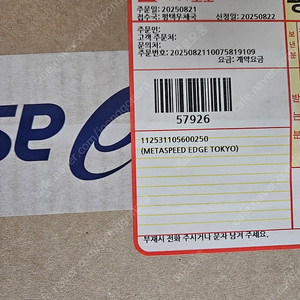 주문일: 20250821
접수국: 평택우체국 신청일: 20250822
주문인:
고객 주문처:
문의처:
주문번호: 2025082110075819109
요금: 계약요금
57926
112531105600250
(METASPEED EDGE TOKYO)
부재시 전화 주시거나 문자 남겨 주세요.
se